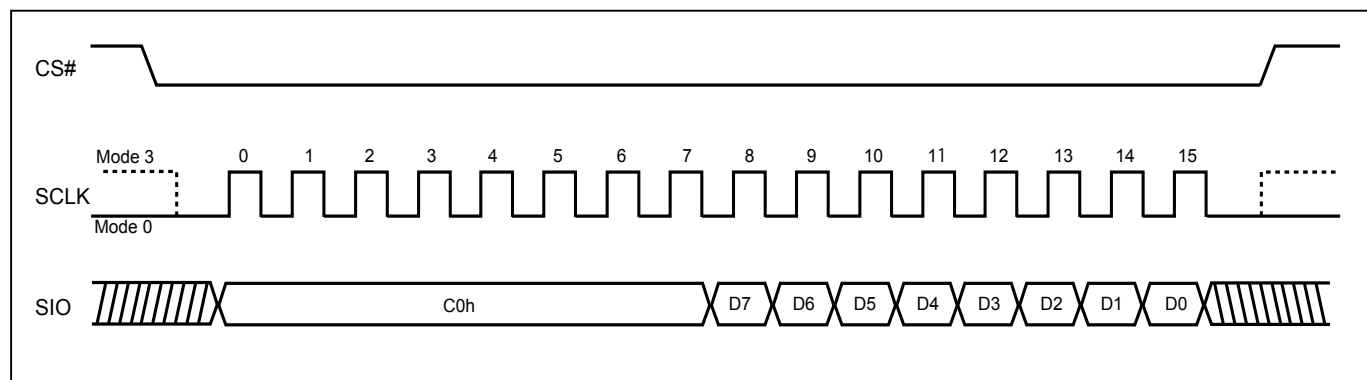 CS#
Mode 3 0 1 2 3 4 5 6 7 8 9 10 11 12 13 14 15
SCLK
Mode 0
SIO C0h D7 D6 D5 D4 D3 D2 D1 D0